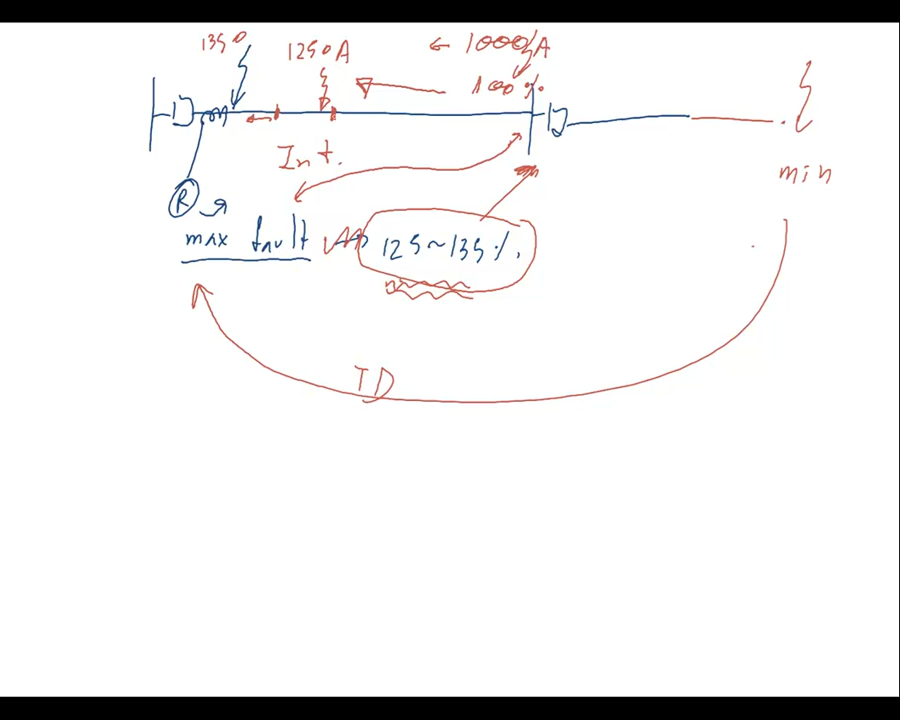 1350
1250A
← 1000A
100%
Int.
min
R
max fault
125~135%.
TD